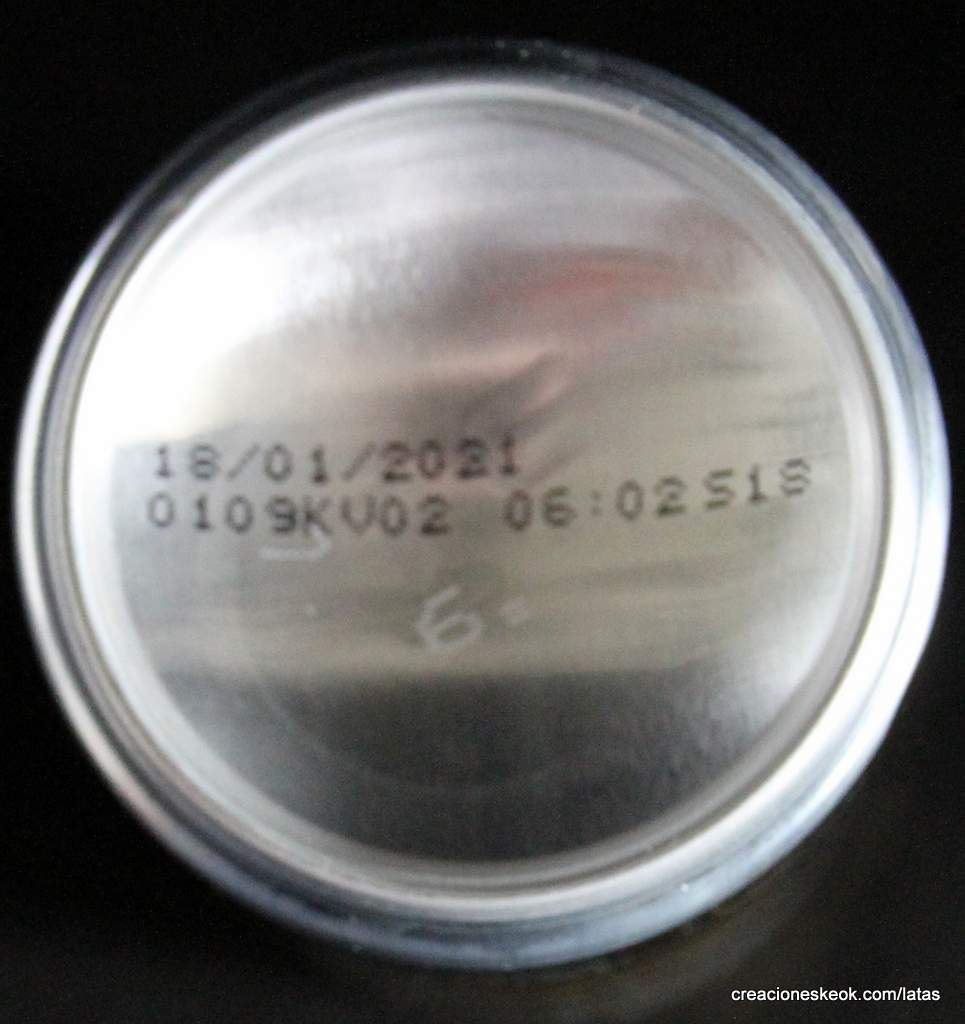 18/01/2021
0109KV02 06:02S1S
6
creacioneskeok.com/latas